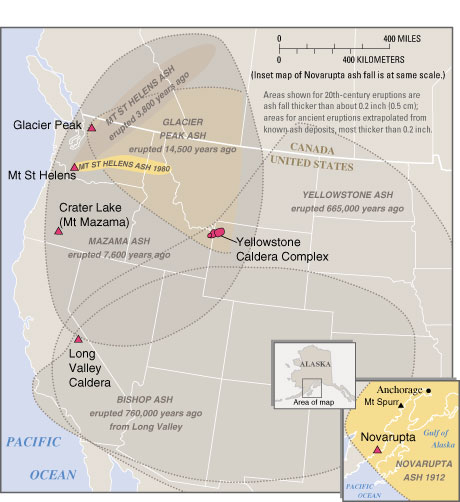 0 400 MILES
0 400 KILOMETERS
(Inset map of Novarupta ash fall is at same scale.)
Areas shown for 20th-century eruptions are
ash fall thicker than about 0.2 inch (0.5 cm);
areas for ancient eruptions extrapolated from
known ash deposits, most thicker than 0.2 inch.
MT ST HELENS ASH
erupted 3,800 years ago
Glacier Peak
GLACIER
PEAK ASH
erupted 14,500 years ago
CANADA
UNITED STATES
Mt St Helens
MT ST HELENS ASH 1980
YELLOWSTONE ASH
erupted 665,000 years ago
Crater Lake
(Mt Mazama)
MAZAMA ASH
erupted 7,600 years ago
Yellowstone
Caldera Complex
Long
Valley
Caldera
BISHOP ASH
erupted 760,000 years ago
from Long Valley
PACIFIC
OCEAN
ALASKA
Area of map
Anchorage
Mt Spurr
Novarupta
Gulf of
Alaska
NOVARUPTA
ASH 1912
PACIFIC
OCEAN